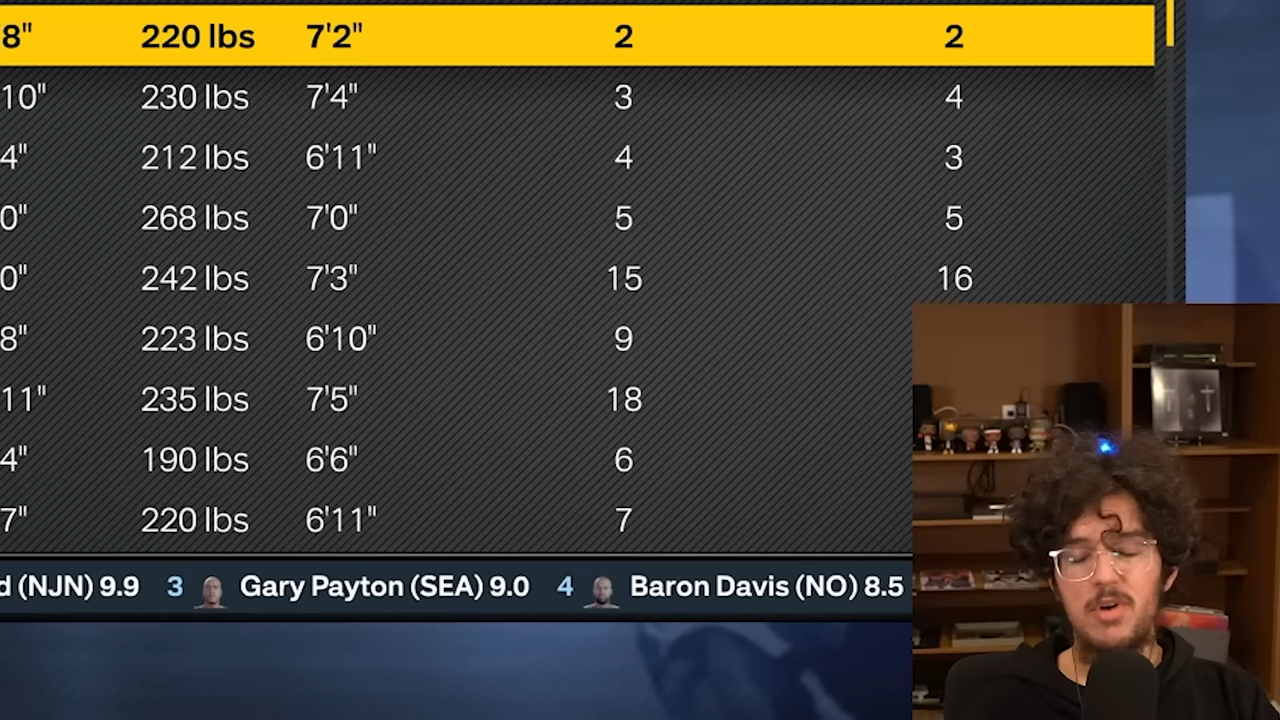 8" 220 lbs 7'2" 2 2
10" 230 lbs 7'4" 3 4
4" 212 lbs 6'11" 4 3
0" 268 lbs 7'0" 5 5
0" 242 lbs 7'3" 15 16
8" 223 lbs 6'10" 9
11" 235 lbs 7'5" 18
4" 190 lbs 6'6" 6
7" 220 lbs 6'11" 7
d (NJN) 9.9 3 Gary Payton (SEA) 9.0 4 Baron Davis (NO) 8.5